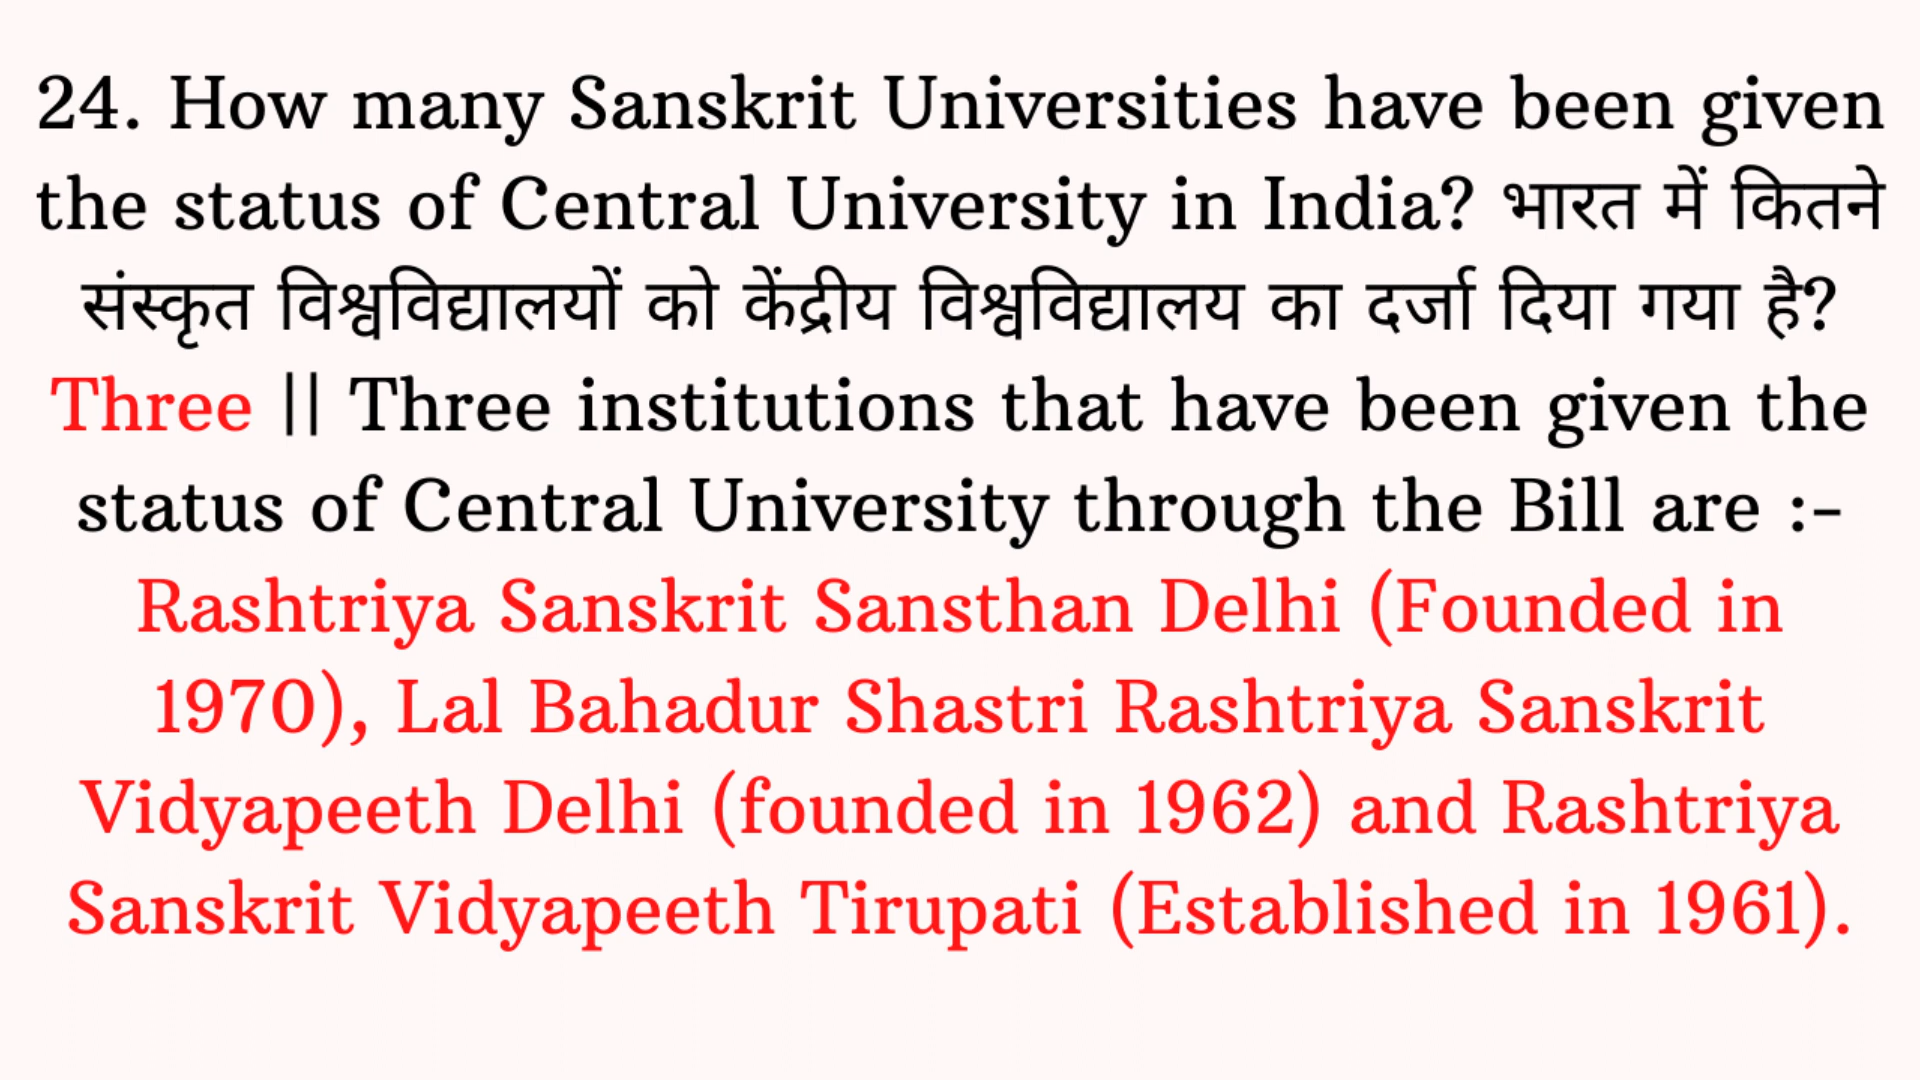 24. How many Sanskrit Universities have been given
the status of Central University in India? भारत में कितने
संस्कृत विश्वविद्यालयों को केंद्रीय विश्वविद्यालय का दर्जा दिया गया है?
Three || Three institutions that have been given the
status of Central University through the Bill are :-
Rashtriya Sanskrit Sansthan Delhi (Founded in
1970), Lal Bahadur Shastri Rashtriya Sanskrit
Vidyapeeth Delhi (founded in 1962) and Rashtriya
Sanskrit Vidyapeeth Tirupati (Established in 1961).